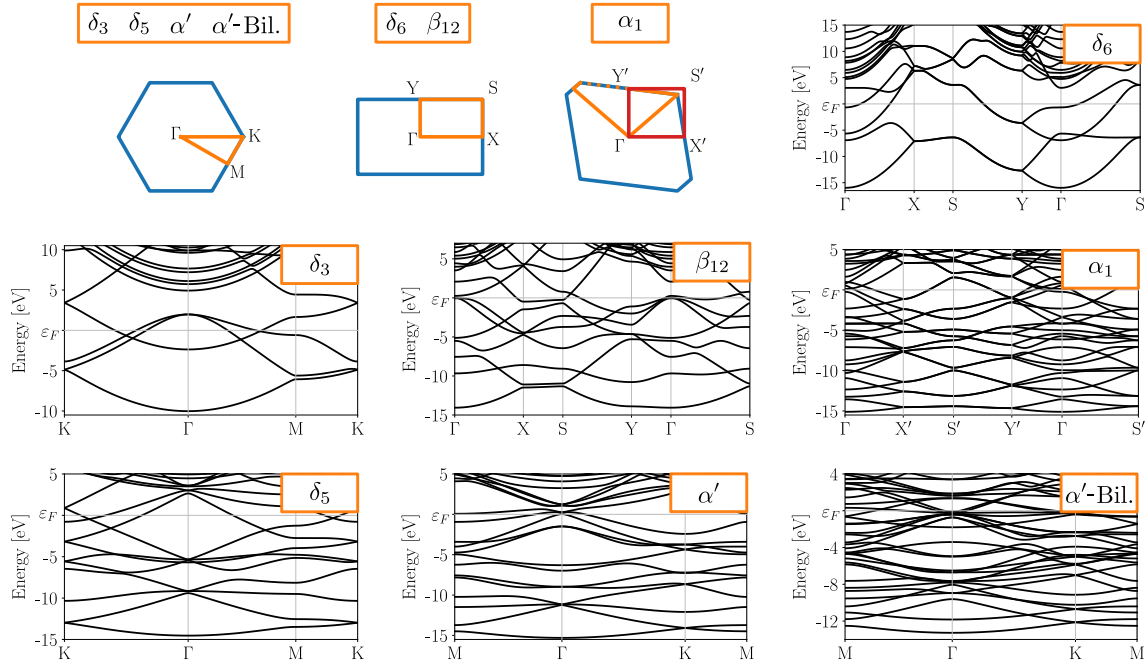 δ₃ δ₅ α′ α′-Bil.
δ₆ β₁₂
α₁
Γ K M
Y S Γ X
Y′ S′ Γ X′
δ₆
Energy [eV]
15
10
5
εF
-5
-10
-15
Γ X S Y Γ S
δ₃
Energy [eV]
10
5
εF
-5
-10
K Γ M K
β₁₂
Energy [eV]
5
εF
-5
-10
-15
Γ X S Y Γ S
α₁
Energy [eV]
5
εF
-5
-10
-15
Γ X′ S′ Y′ Γ S′
δ₅
Energy [eV]
5
εF
-5
-10
-15
K Γ M K
α′
Energy [eV]
5
εF
-5
-10
-15
M Γ K M
α′-Bil.
Energy [eV]
4
εF
-4
-8
-12
M Γ K M